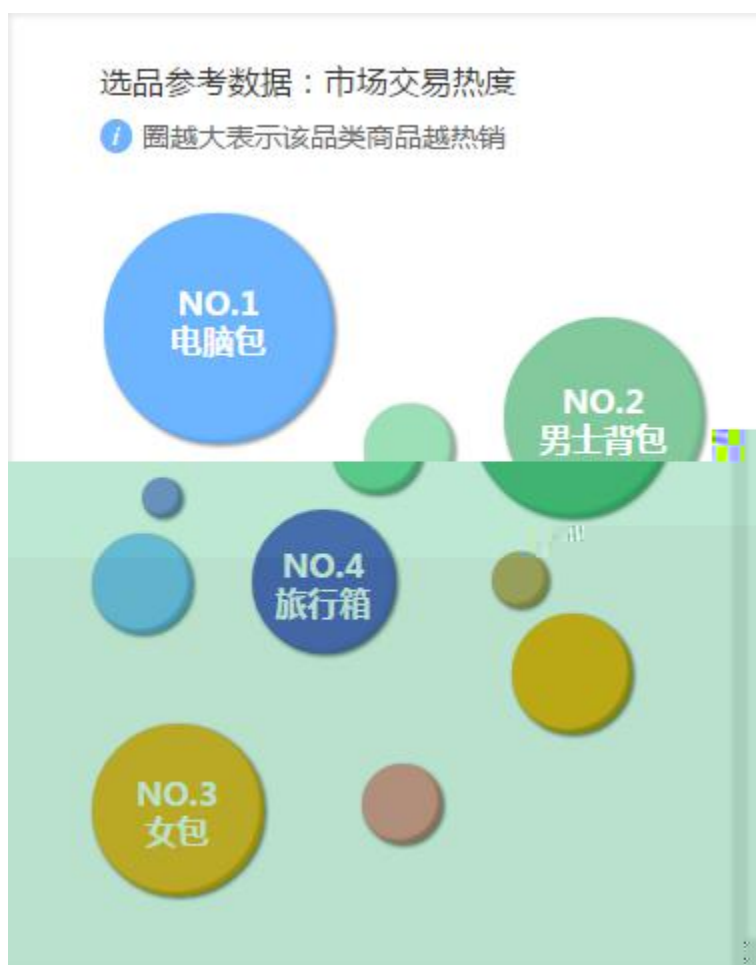 选品参考数据：市场交易热度
i 圈越大表示该品类商品越热销
NO.1
电脑包
NO.2
男士背包
NO.4
旅行箱
NO.3
女包